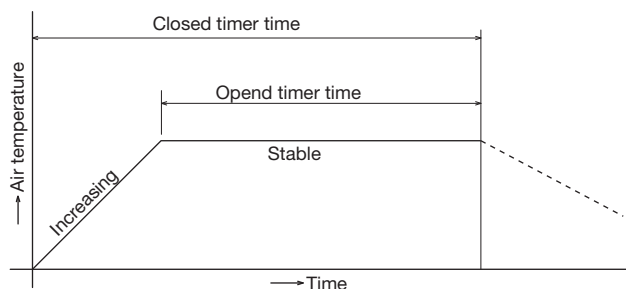 Closed timer time
Opend timer time
Air temperature
Increasing
Stable
Time